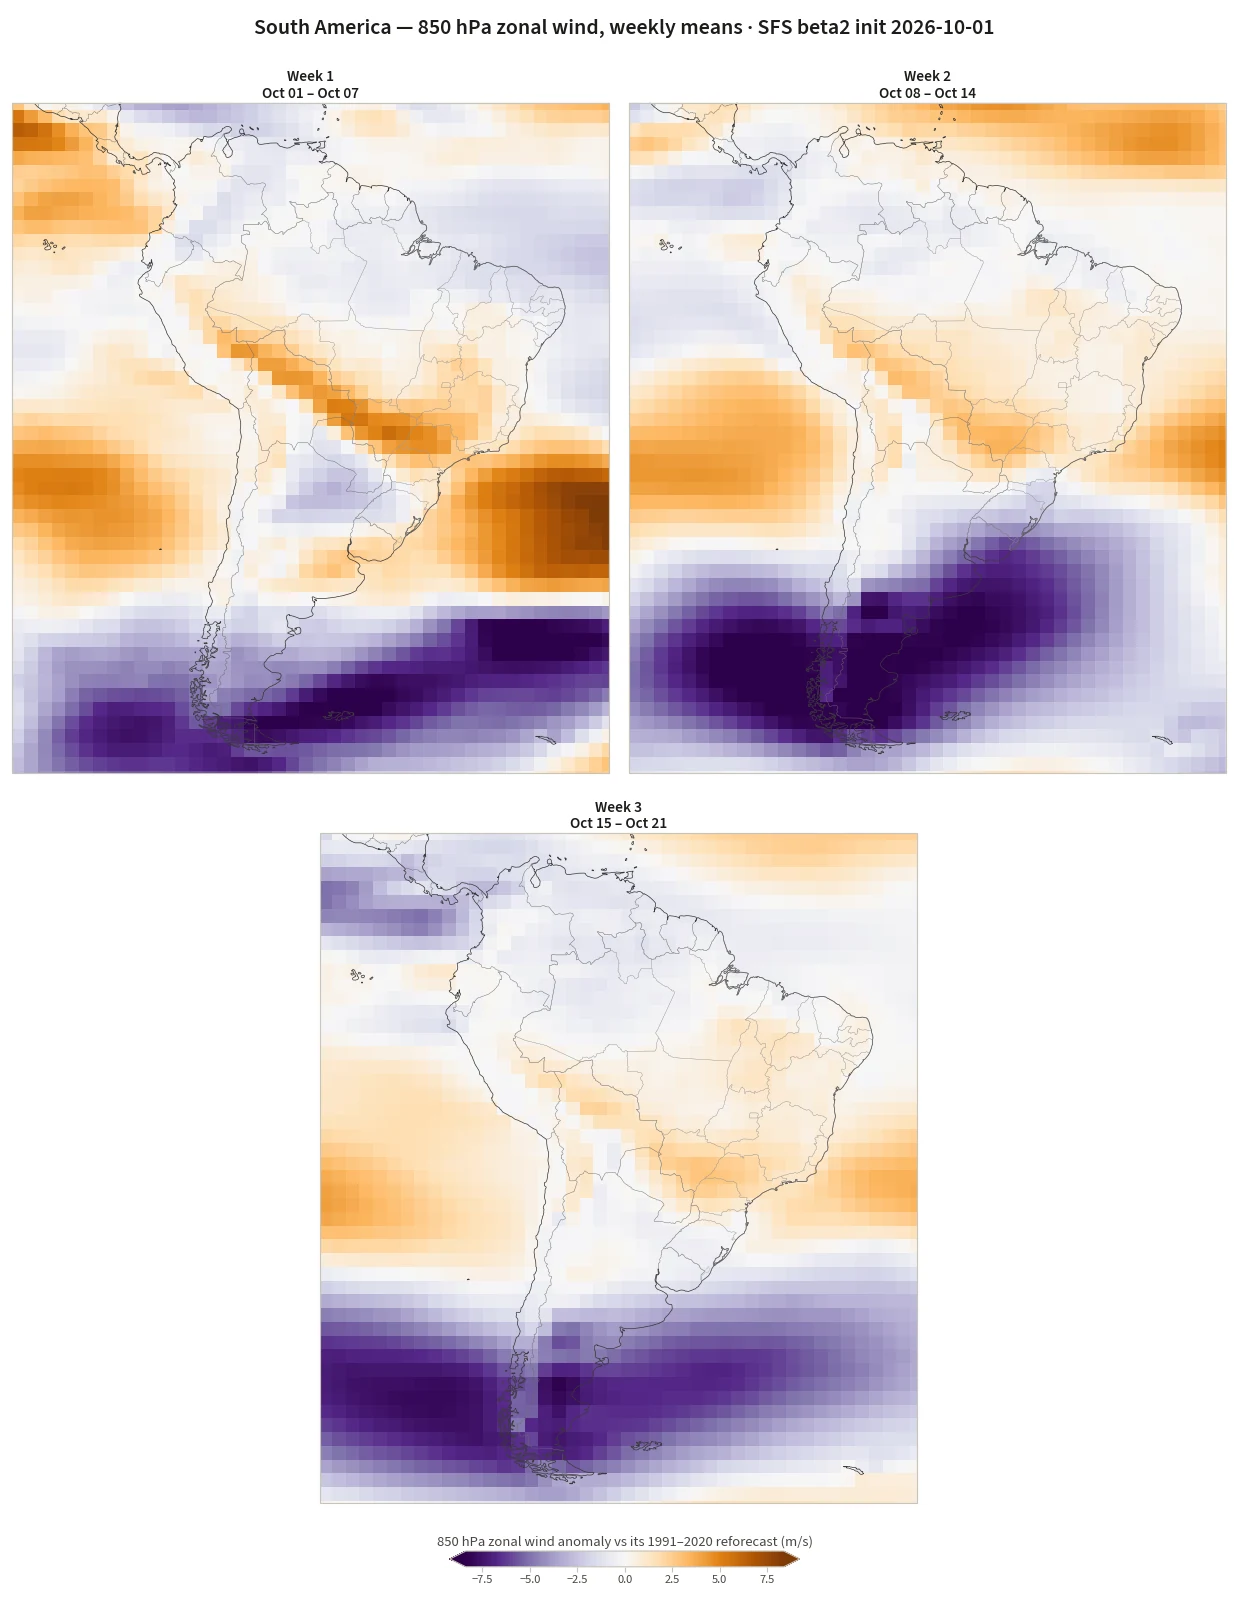 South America — 850 hPa zonal wind, weekly means · SFS beta2 init 2026-10-01
Week 1
Oct 01 – Oct 07
Week 2
Oct 08 – Oct 14
Week 3
Oct 15 – Oct 21
850 hPa zonal wind anomaly vs its 1991–2020 reforecast (m/s)
−7.5 −5.0 −2.5 0.0 2.5 5.0 7.5